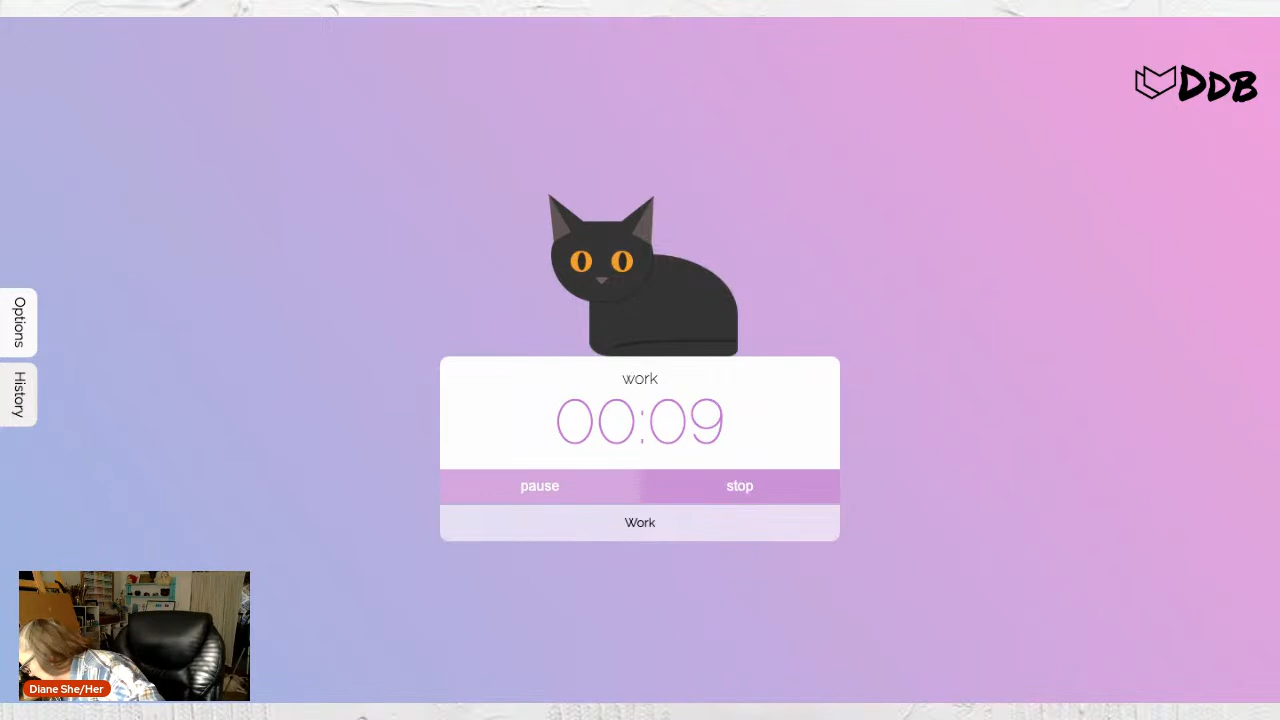 DDB
Options
History
work
00:09
pause
stop
Work
Diane She/Her